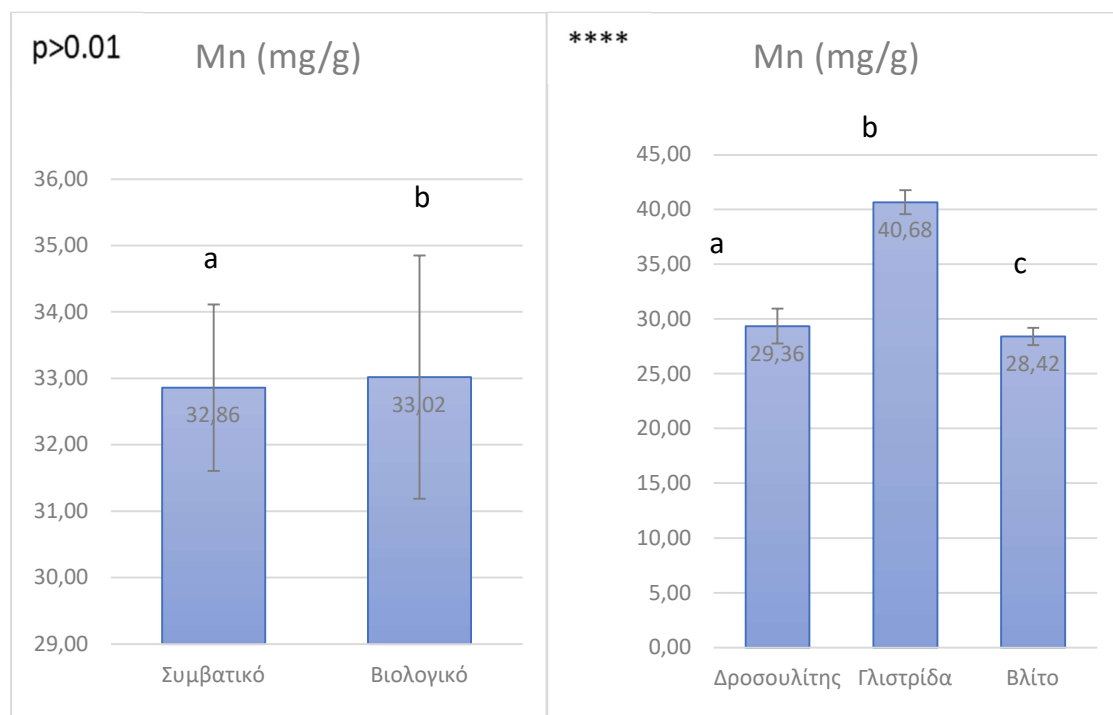 p>0.01
Mn (mg/g)
36,00
35,00
34,00
33,00
32,00
31,00
30,00
29,00
a
b
32,86
33,02
Συμβατικό Βιολογικό
****
Mn (mg/g)
45,00
40,00
35,00
30,00
25,00
20,00
15,00
10,00
5,00
0,00
a
b
c
29,36
40,68
28,42
Δροσουλίτης Γλιστρίδα Βλίτο